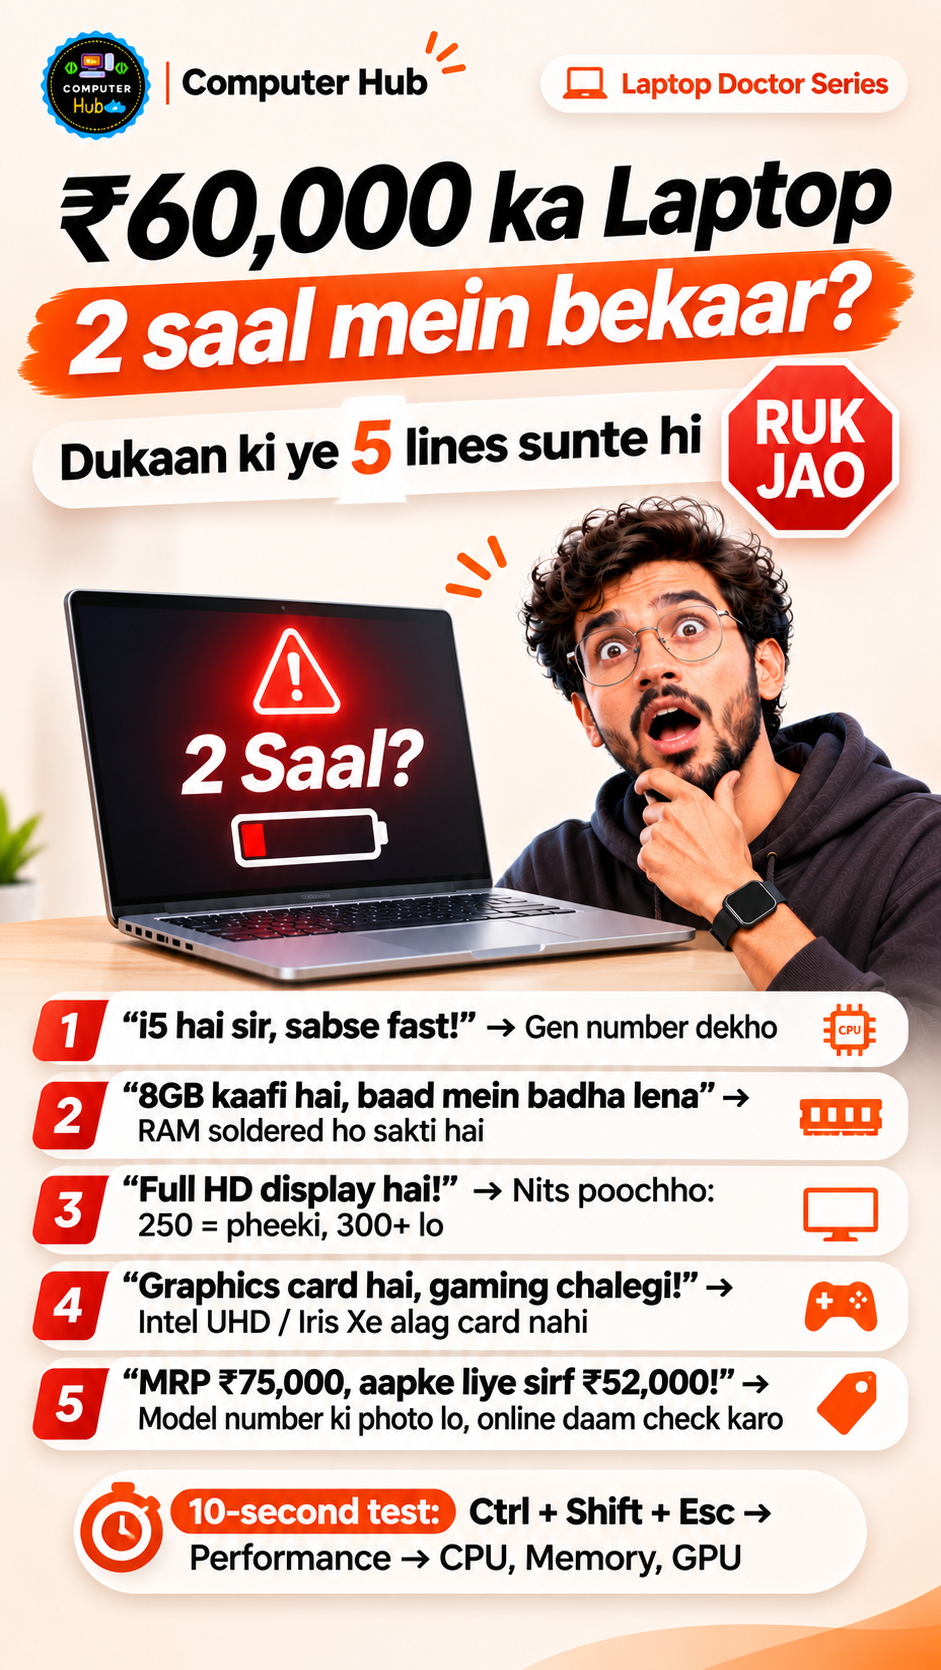 COMPUTER
Hub
Computer Hub
Laptop Doctor Series
₹60,000 ka Laptop
2 saal mein bekaar?
Dukaan ki ye 5 lines sunte hi
RUK
JAO
2 Saal?
1 “i5 hai sir, sabse fast!” → Gen number dekho
CPU
2 “8GB kaafi hai, baad mein badha lena” →
RAM soldered ho sakti hai
3 “Full HD display hai!” → Nits poochho:
250 = pheeki, 300+ lo
4 “Graphics card hai, gaming chalegi!” →
Intel UHD / Iris Xe alag card nahi
5 “MRP ₹75,000, aapke liye sirf ₹52,000!” →
Model number ki photo lo, online daam check karo
10-second test: Ctrl + Shift + Esc →
Performance → CPU, Memory, GPU